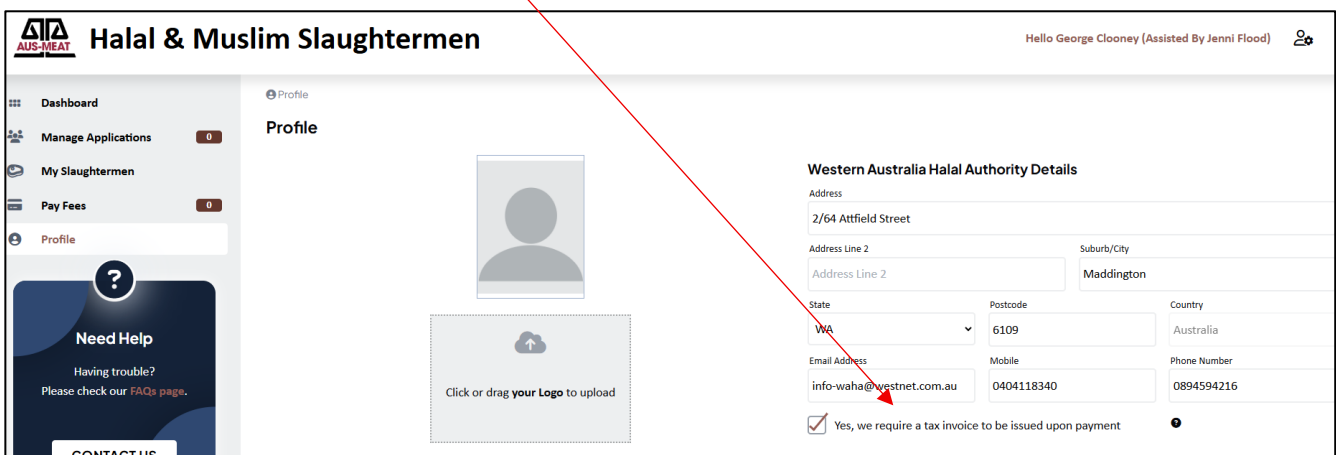 AUS-MEAT
Halal & Muslim Slaughtermen
Hello George Clooney (Assisted By Jenni Flood)
Dashboard
Manage Applications 0
My Slaughtermen
Pay Fees 0
Profile
?
Need Help
Having trouble?
Please check our FAQs page.
CONTACT US
Profile
Profile
Click or drag your Logo to upload
Western Australia Halal Authority Details
Address
2/64 Attfield Street
Address Line 2 Suburb/City
Address Line 2 Maddington
State Postcode Country
WA 6109 Australia
Email Address Mobile Phone Number
info-waha@westnet.com.au 0404118340 0894594216
Yes, we require a tax invoice to be issued upon payment ?